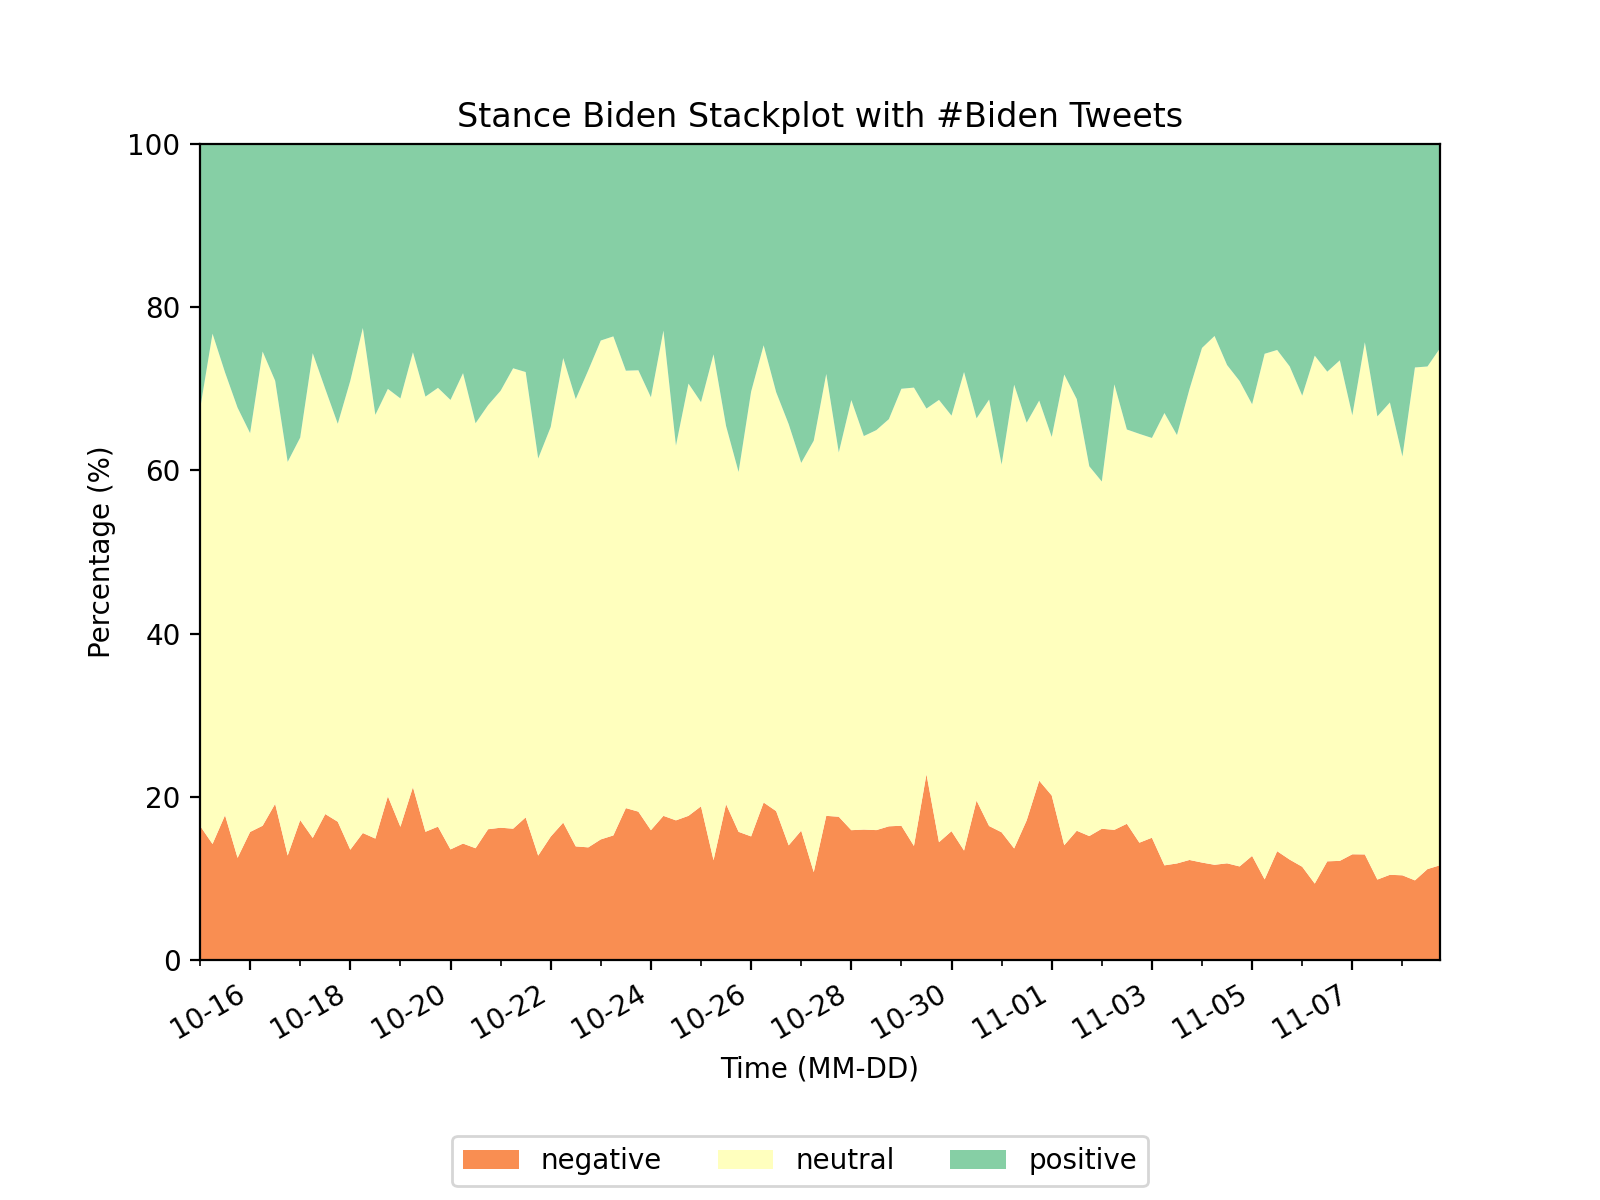 Stance Biden Stackplot with #Biden Tweets
100
80
60
40
20
0
Percentage (%)
10-16 10-18 10-20 10-22 10-24 10-26 10-28 10-30 11-01 11-03 11-05 11-07
Time (MM-DD)
negative neutral positive